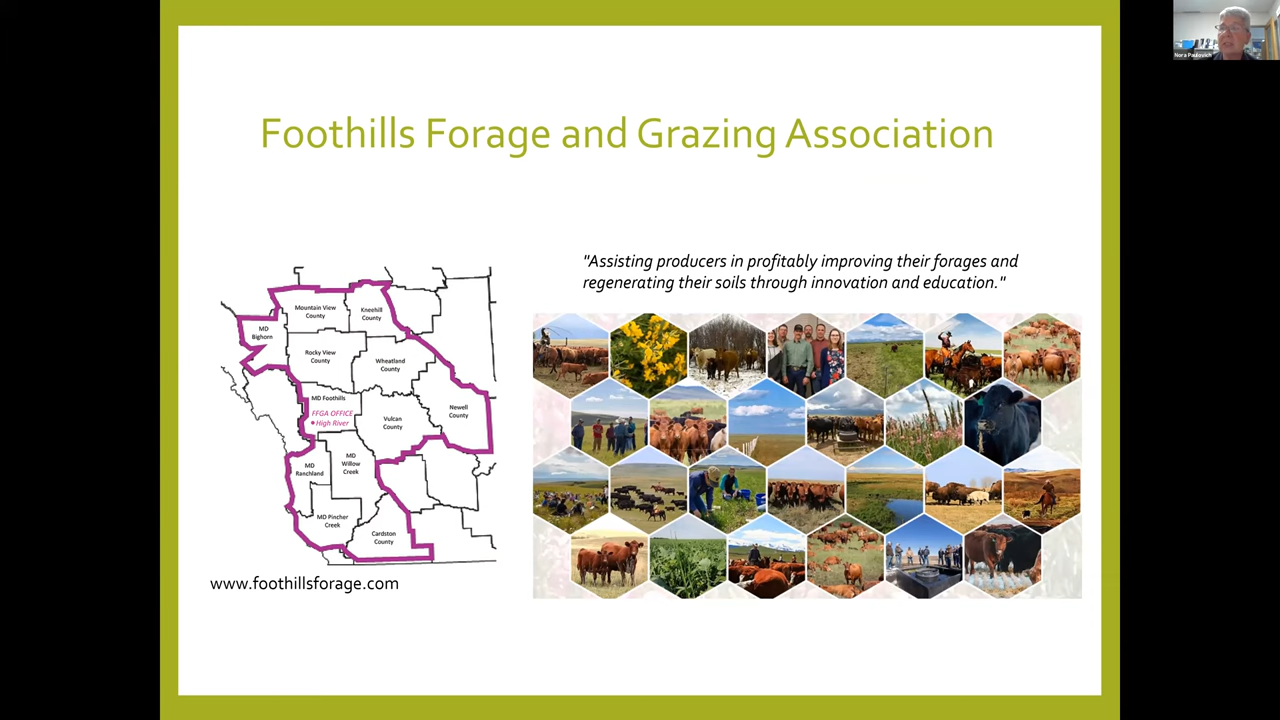 Nora Paulovich
Foothills Forage and Grazing Association
"Assisting producers in profitably improving their forages and
regenerating their soils through innovation and education."
Mountain View
County
Kneehill
County
MD
Bighorn
Rocky View
County
Wheatland
County
MD Foothills
FFGA OFFICE
High River
Vulcan
County
Newell
County
MD
Ranchland
MD
Willow
Creek
MD Pincher
Creek
Cardston
County
www.foothillsforage.com